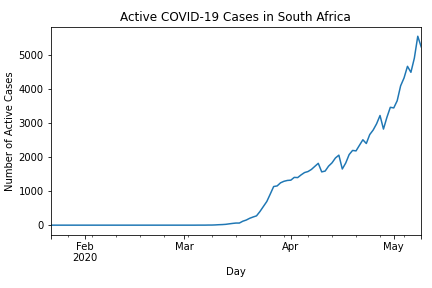 Active COVID-19 Cases in South Africa
Number of Active Cases
5000
4000
3000
2000
1000
0
Feb
2020
Mar
Apr
May
Day